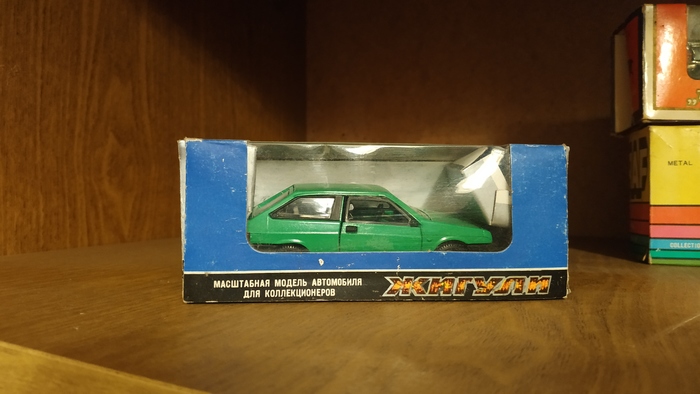 МАСШТАБНАЯ МОДЕЛЬ АВТОМОБИЛЯ
ДЛЯ КОЛЛЕКЦИОНЕРОВ
ЖИГУЛИ
METAL